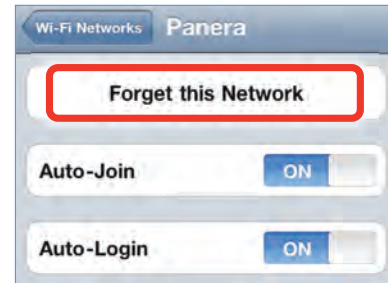 Wi-Fi Networks Panera
Forget this Network
Auto-Join ON
Auto-Login ON